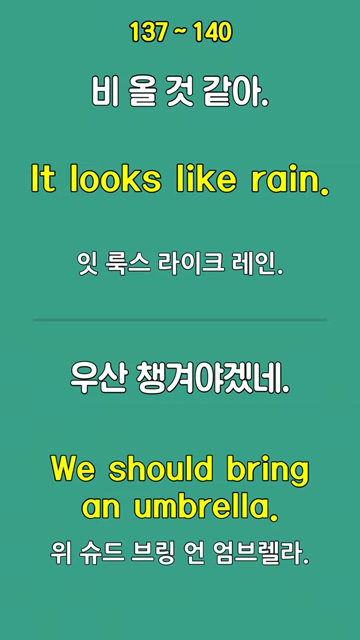 137 ~ 140
비 올 것 같아.
It looks like rain.
잇 룩스 라이크 레인.
우산 챙겨야겠네.
We should bring
an umbrella.
위 슈드 브링 언 엄브렐라.